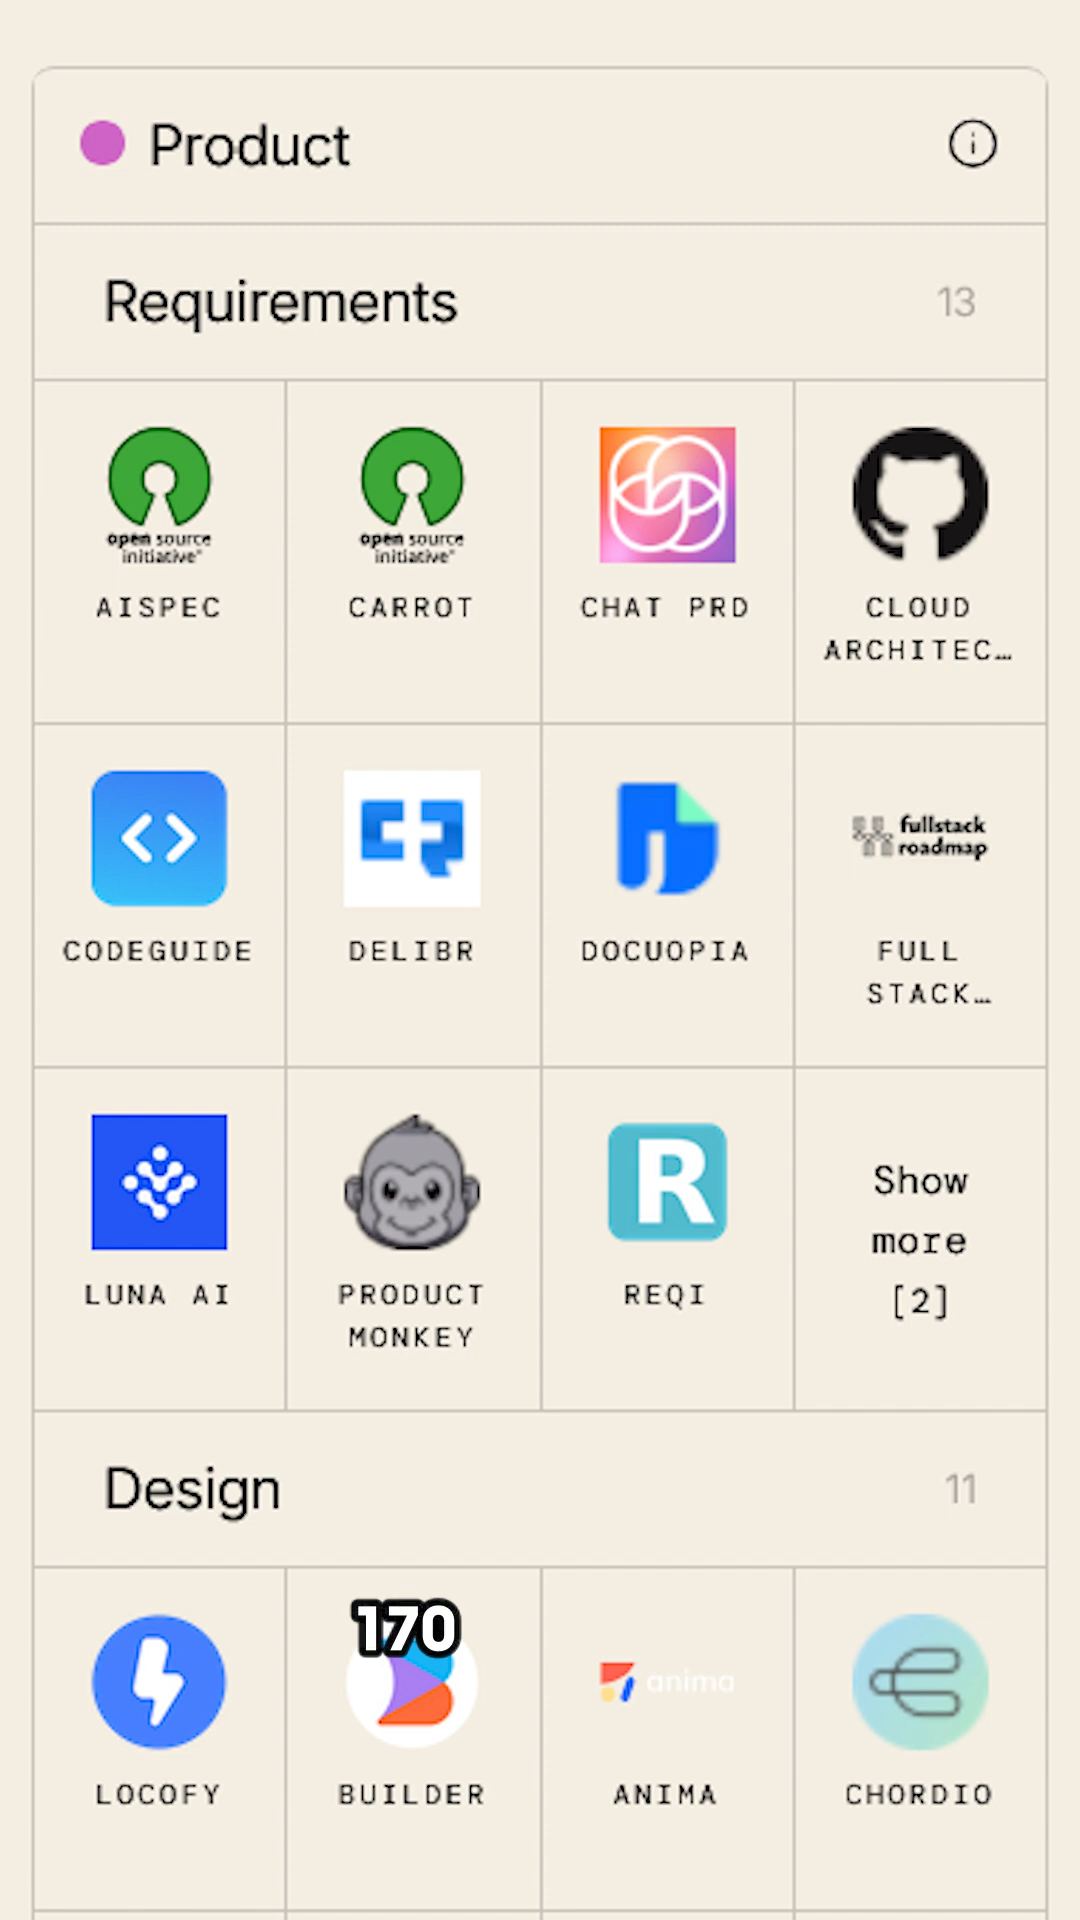 Product
Requirements
13
open source
initiative®
open source
initiative®
AISPEC
CARROT
CHAT PRD
CLOUD
ARCHITEC…
fullstack
roadmap
CODEGUIDE
DELIBR
DOCUOPIA
FULL
STACK…
R
LUNA AI
PRODUCT
MONKEY
REQI
Show
more
[2]
Design
11
170
anima
LOCOFY
BUILDER
ANIMA
CHORDIO